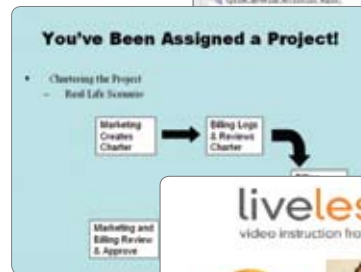 You've Been Assigned a Project!
• Chartering the Project
– Real Life Scenario
Marketing
Creates
Charter
Billing Logs
& Reviews
Charter
Marketing and
Billing Review
& Approve
livele
video instruction fro